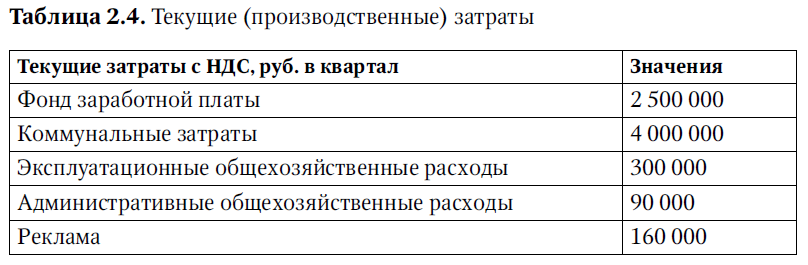 Таблица 2.4. Текущие (производственные) затраты
Текущие затраты с НДС, руб. в квартал Значения
Фонд заработной платы 2 500 000
Коммунальные затраты 4 000 000
Эксплуатационные общехозяйственные расходы 300 000
Административные общехозяйственные расходы 90 000
Реклама 160 000